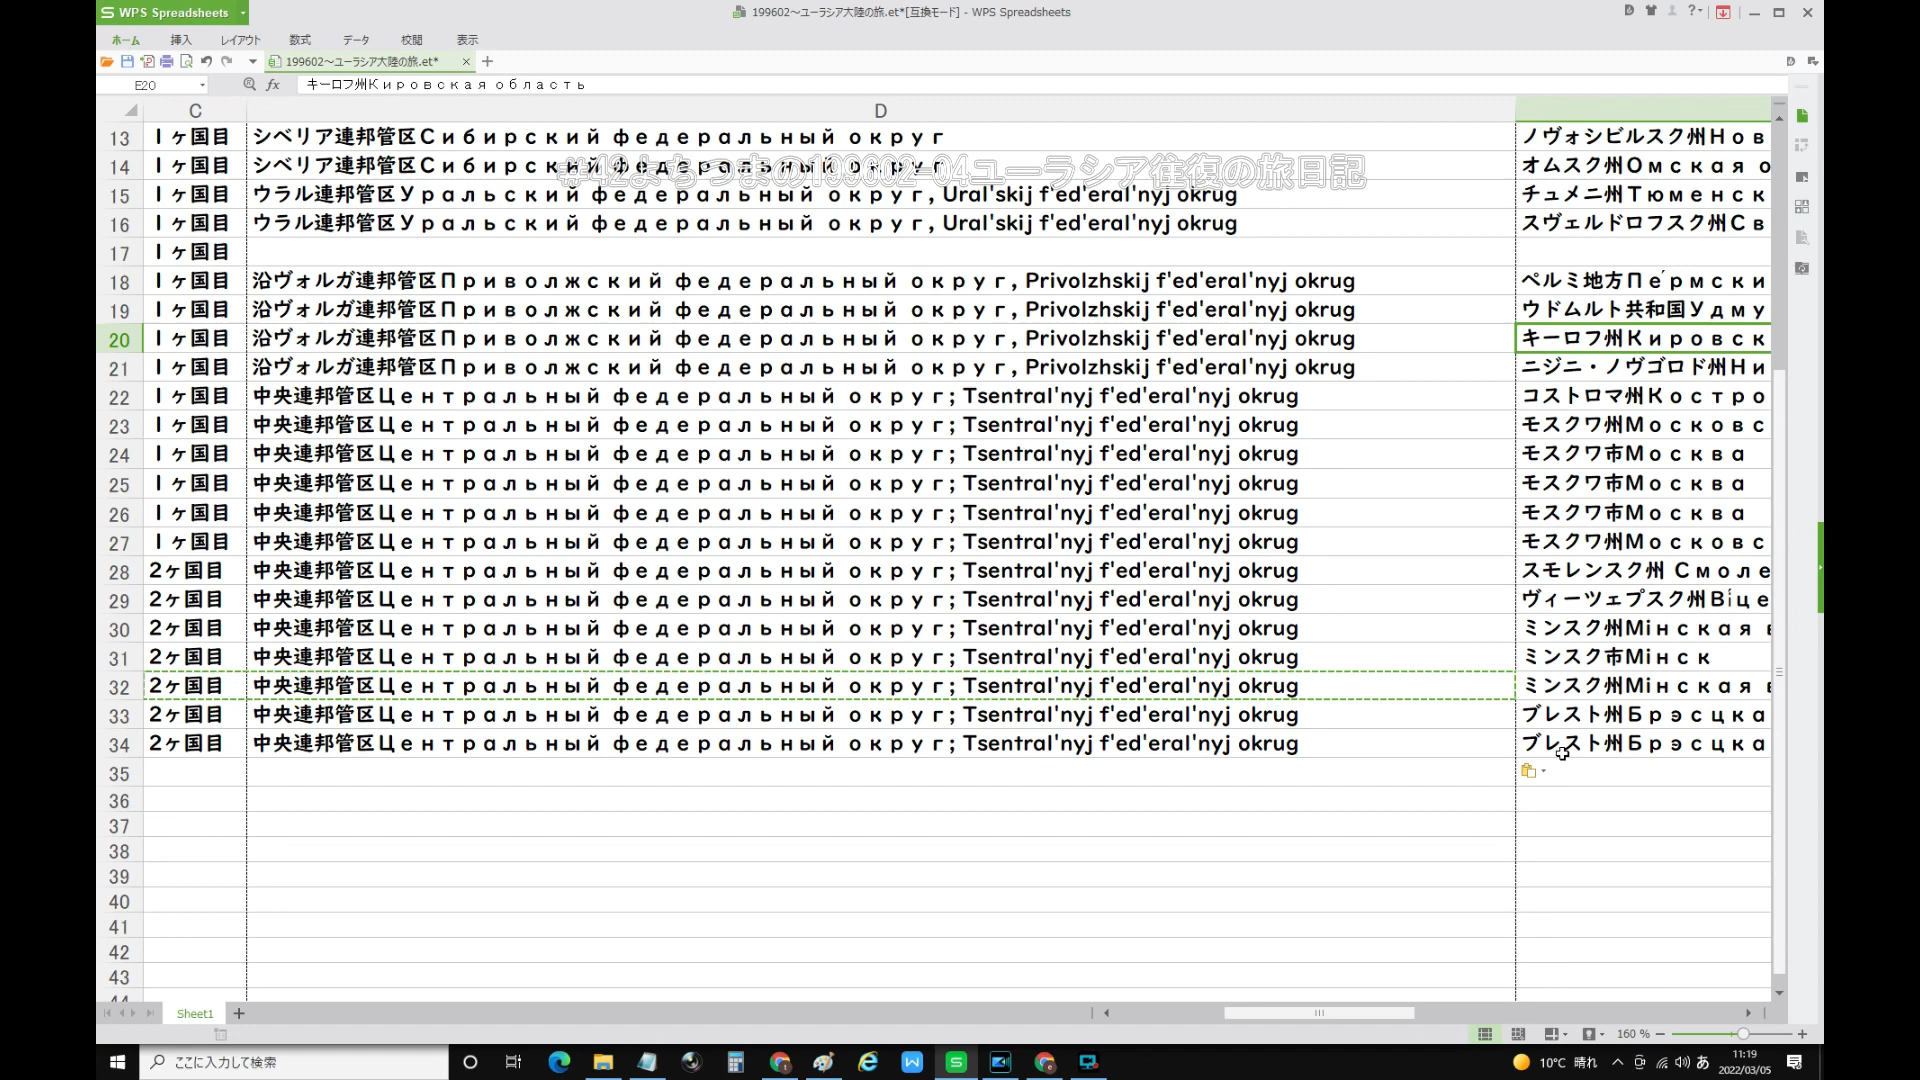 WPS Spreadsheets
199602～ユーラシア大陸の旅.et*[互換モード] - WPS Spreadsheets
ホーム 挿入 レイアウト 数式 データ 校閲 表示
199602～ユーラシア大陸の旅.et*
E20 fx キーロフ州Кировская область
C D
13 1ヶ国目 シベリア連邦管区Сибирский федеральный округ ノヴォシビルスク州Нов
14 1ヶ国目 シベリア連邦管区Сибирский федеральный округ オムスク州Омская о
#42よちつまの199602-04ユーラシア往復の旅日記
15 1ヶ国目 ウラル連邦管区Уральский федеральный округ, Ural'skij f'ed'eral'nyj okrug チュメニ州Тюменск
16 1ヶ国目 ウラル連邦管区Уральский федеральный округ, Ural'skij f'ed'eral'nyj okrug スヴェルドロフスク州Св
17 1ヶ国目
18 1ヶ国目 沿ヴォルガ連邦管区Приволжский федеральный округ, Privolzhskij f'ed'eral'nyj okrug ペルミ地方Пе́рмски
19 1ヶ国目 沿ヴォルガ連邦管区Приволжский федеральный округ, Privolzhskij f'ed'eral'nyj okrug ウドムルト共和国Удму
20 1ヶ国目 沿ヴォルガ連邦管区Приволжский федеральный округ, Privolzhskij f'ed'eral'nyj okrug キーロフ州Кировск
21 1ヶ国目 沿ヴォルガ連邦管区Приволжский федеральный округ, Privolzhskij f'ed'eral'nyj okrug ニジニ・ノヴゴロド州Ни
22 1ヶ国目 中央連邦管区Центральный федеральный округ; Tsentral'nyj f'ed'eral'nyj okrug コストロマ州Костро
23 1ヶ国目 中央連邦管区Центральный федеральный округ; Tsentral'nyj f'ed'eral'nyj okrug モスクワ州Московс
24 1ヶ国目 中央連邦管区Центральный федеральный округ; Tsentral'nyj f'ed'eral'nyj okrug モスクワ市Москва
25 1ヶ国目 中央連邦管区Центральный федеральный округ; Tsentral'nyj f'ed'eral'nyj okrug モスクワ市Москва
26 1ヶ国目 中央連邦管区Центральный федеральный округ; Tsentral'nyj f'ed'eral'nyj okrug モスクワ市Москва
27 1ヶ国目 中央連邦管区Центральный федеральный округ; Tsentral'nyj f'ed'eral'nyj okrug モスクワ州Московс
28 2ヶ国目 中央連邦管区Центральный федеральный округ; Tsentral'nyj f'ed'eral'nyj okrug スモレンスク州 Смоле
29 2ヶ国目 中央連邦管区Центральный федеральный округ; Tsentral'nyj f'ed'eral'nyj okrug ヴィーツェプスク州Ві́це
30 2ヶ国目 中央連邦管区Центральный федеральный округ; Tsentral'nyj f'ed'eral'nyj okrug ミンスク州Мінская в
31 2ヶ国目 中央連邦管区Центральный федеральный округ; Tsentral'nyj f'ed'eral'nyj okrug ミンスク市Мінск
32 2ヶ国目 中央連邦管区Центральный федеральный округ; Tsentral'nyj f'ed'eral'nyj okrug ミンスク州Мінская в
33 2ヶ国目 中央連邦管区Центральный федеральный округ; Tsentral'nyj f'ed'eral'nyj okrug ブレスト州Брэсцка
34 2ヶ国目 中央連邦管区Центральный федеральный округ; Tsentral'nyj f'ed'eral'nyj okrug ブレスト州Брэсцка
35
36
37
38
39
40
41
42
43
44
Sheet1
160 %
ここに入力して検索
10°C 晴れ あ 11:19
2022/03/05